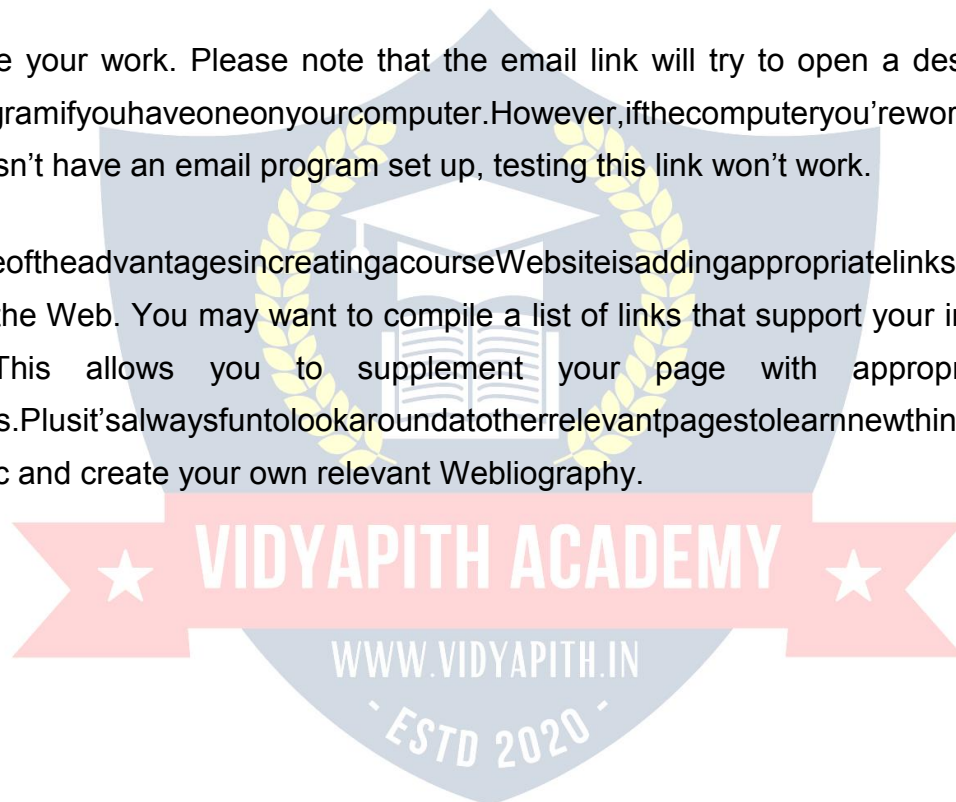 e your work. Please note that the email link will try to open a des
gramifyouhaveoneonyourcomputer.However,ifthecomputeryou’rewor
sn’t have an email program set up, testing this link won’t work.
eoftheadvantagesincreatingacourseWebsiteisaddingappropriatelinks
the Web. You may want to compile a list of links that support your i
This allows you to supplement your page with appropr
s.Plusit’salwaysfuntolookaroundatotherrelevantpagestolearnnewthin
c and create your own relevant Webliography.
VIDYAPITH ACADEMY
WWW.VIDYAPITH.IN
- ESTD 2020 -